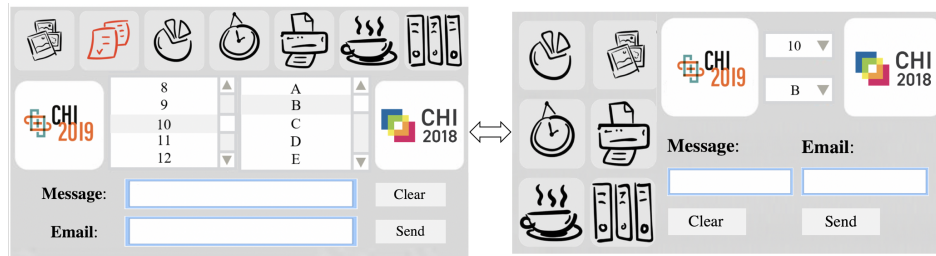 CHI
2019
8
9
10
11
12
A
B
C
D
E
CHI
2018
Message:
Clear
Email:
Send
CHI
2019
10
B
CHI
2018
Message:
Email:
Clear
Send